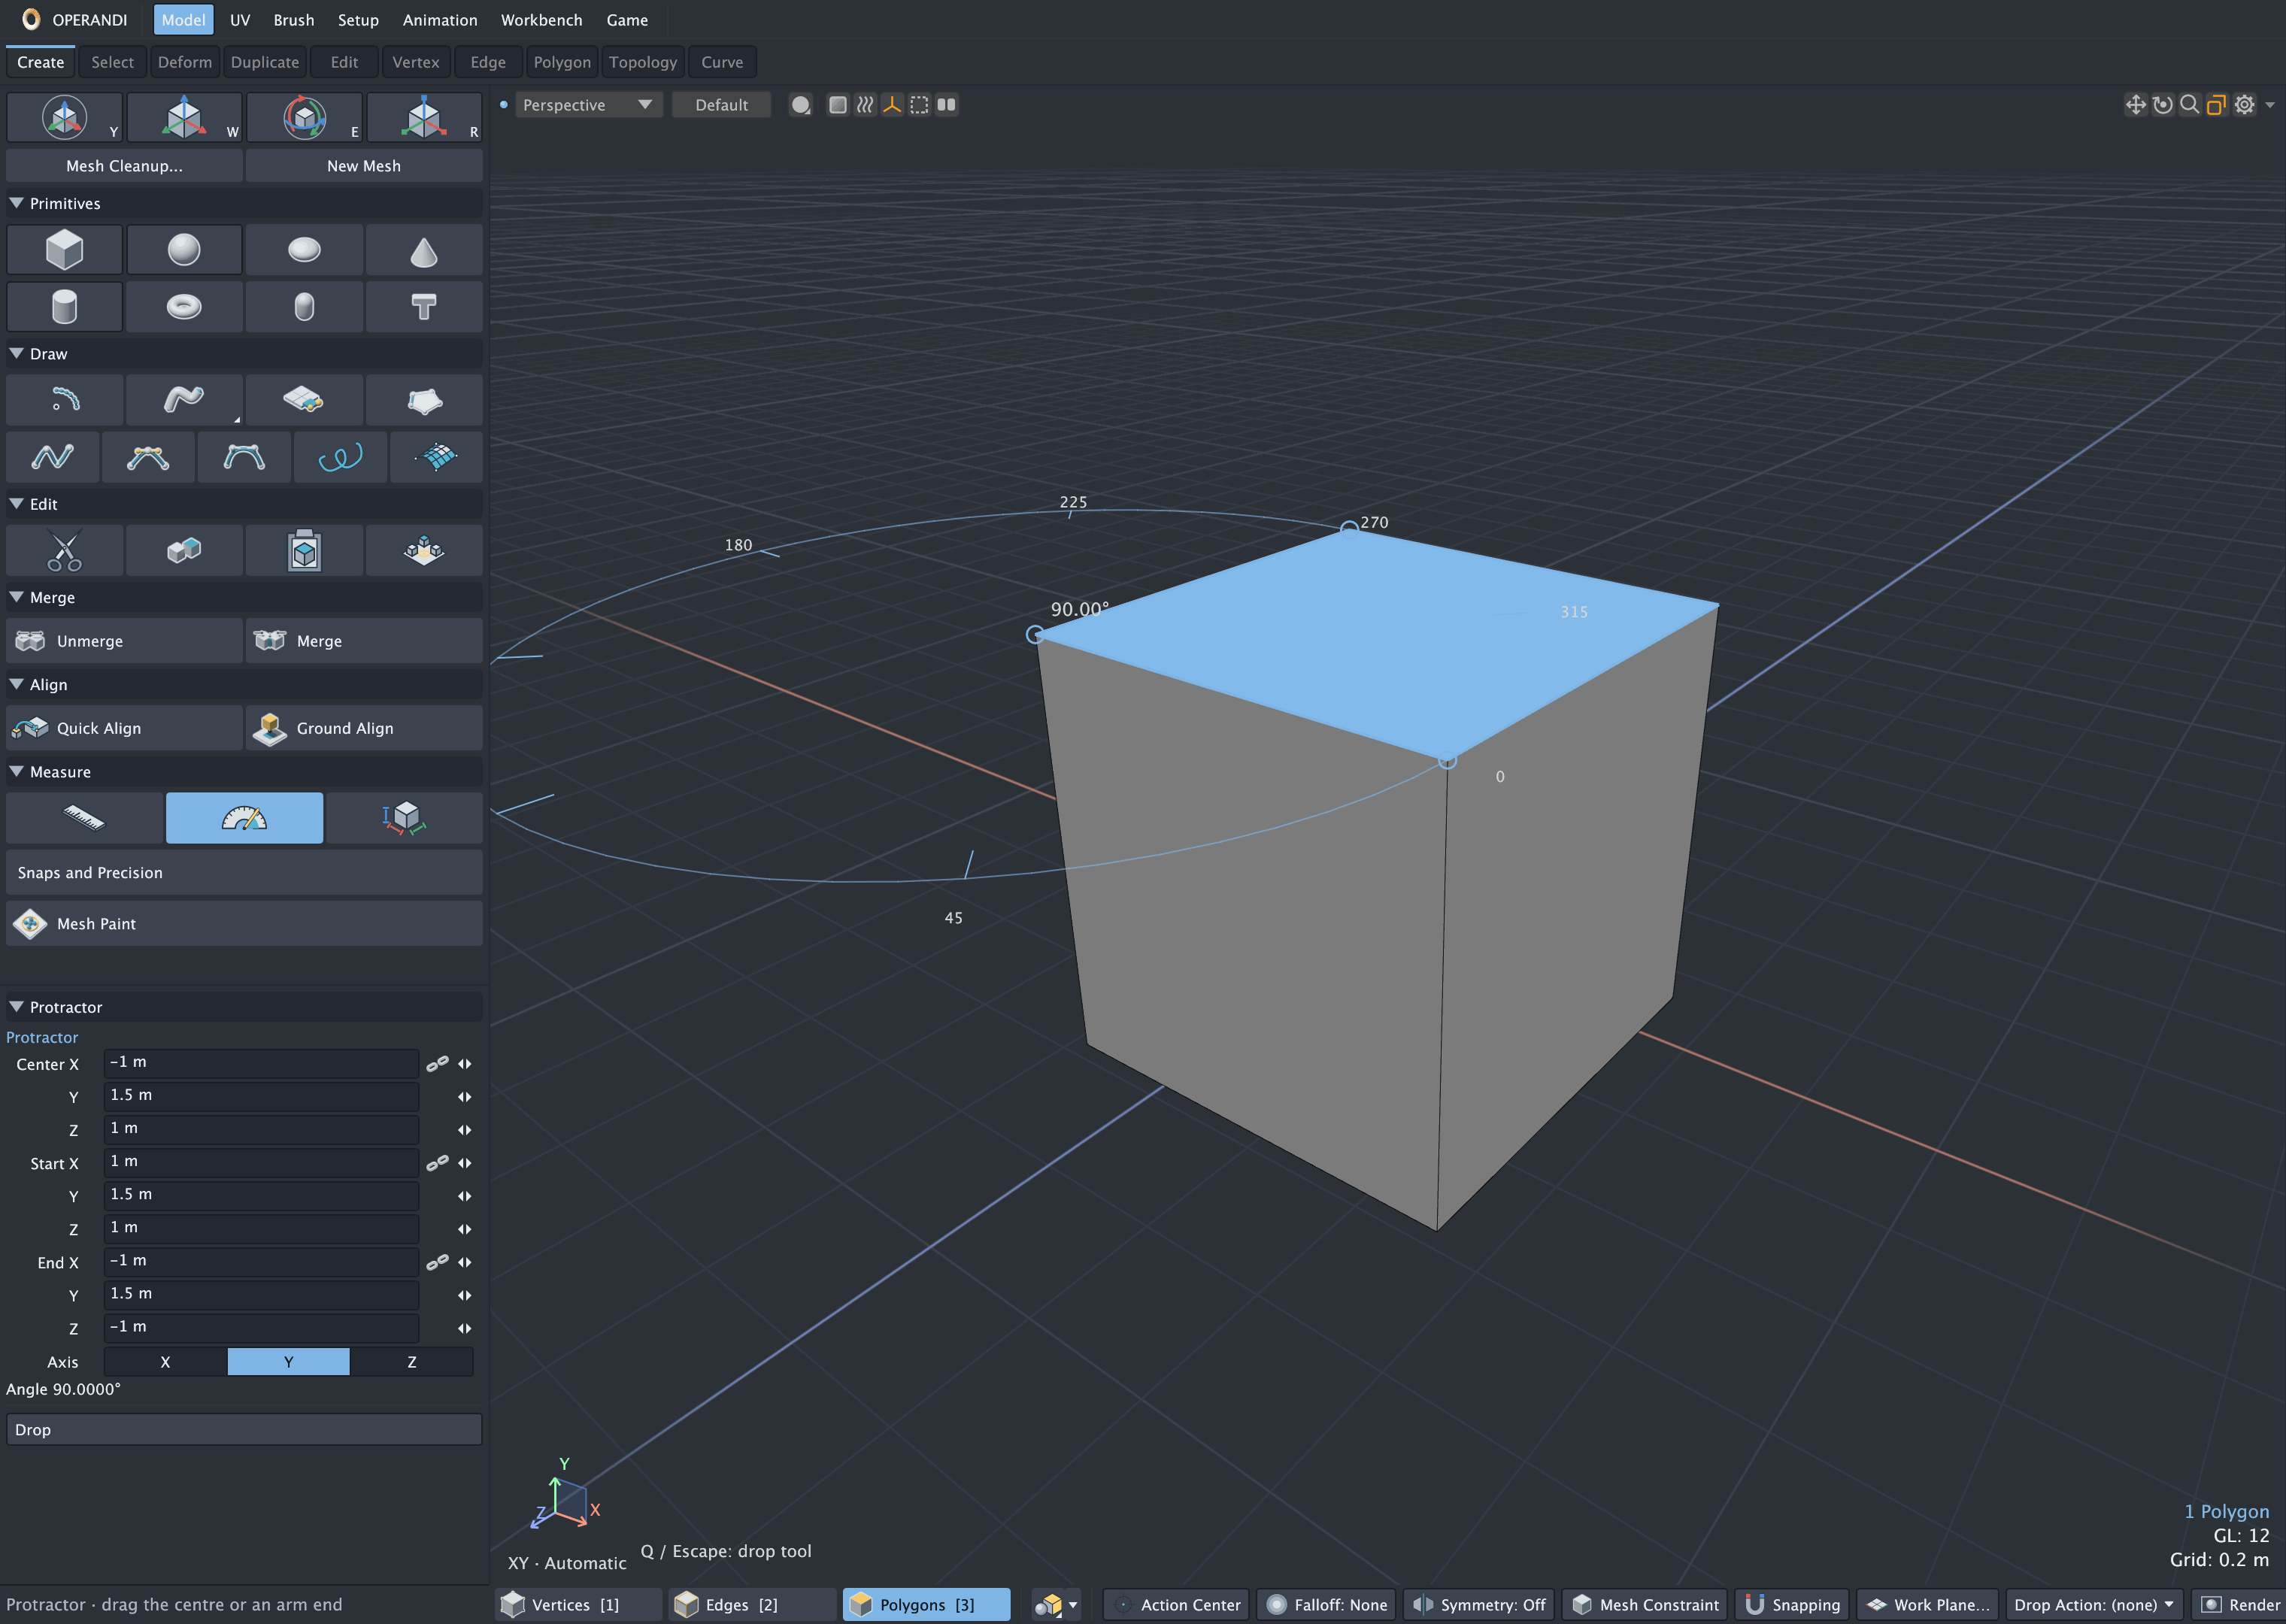 OPERANDI Model UV Brush Setup Animation Workbench Game
Create Select Deform Duplicate Edit Vertex Edge Polygon Topology Curve
Perspective Default
Y W E R
Mesh Cleanup... New Mesh
Primitives
Draw
Edit
Merge
Unmerge Merge
Align
Quick Align Ground Align
Measure
Snaps and Precision
Mesh Paint
Protractor
Protractor
Center X -1 m
Y 1.5 m
Z 1 m
Start X 1 m
Y 1.5 m
Z 1 m
End X -1 m
Y 1.5 m
Z -1 m
Axis X Y Z
Angle 90.0000°
Drop
225
270
180
90.00°
315
0
45
Y
Z X
XY · Automatic
Q / Escape: drop tool
1 Polygon
GL: 12
Grid: 0.2 m
Protractor · drag the centre or an arm end
Vertices [1] Edges [2] Polygons [3] Action Center Falloff: None Symmetry: Off Mesh Constraint Snapping Work Plane... Drop Action: (none) Render